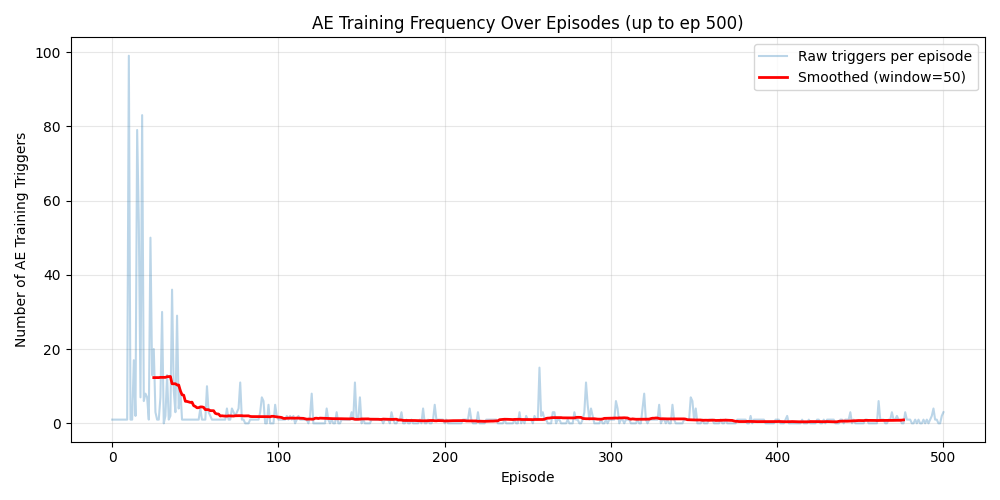 AE Training Frequency Over Episodes (up to ep 500)
Raw triggers per episode
Smoothed (window=50)
Number of AE Training Triggers
100
80
60
40
20
0
0 100 200 300 400 500
Episode